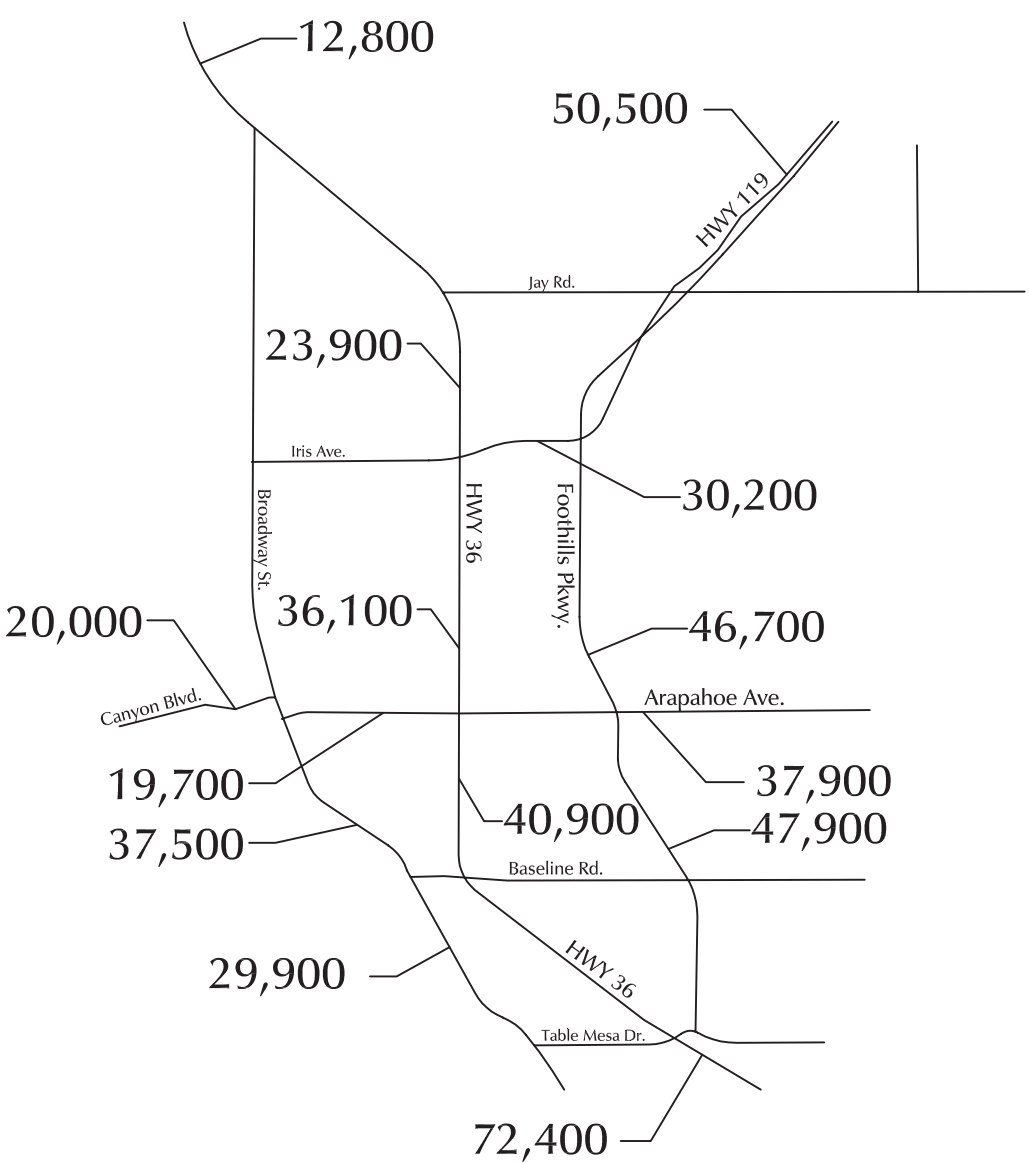 12,800
50,500
HWY 119
Jay Rd.
23,900
Iris Ave.
30,200
Broadway St.
HWY 36
Foothills Pkwy.
20,000
36,100
46,700
Canyon Blvd.
Arapahoe Ave.
19,700
37,900
40,900
47,900
37,500
Baseline Rd.
29,900
HWY 36
Table Mesa Dr.
72,400